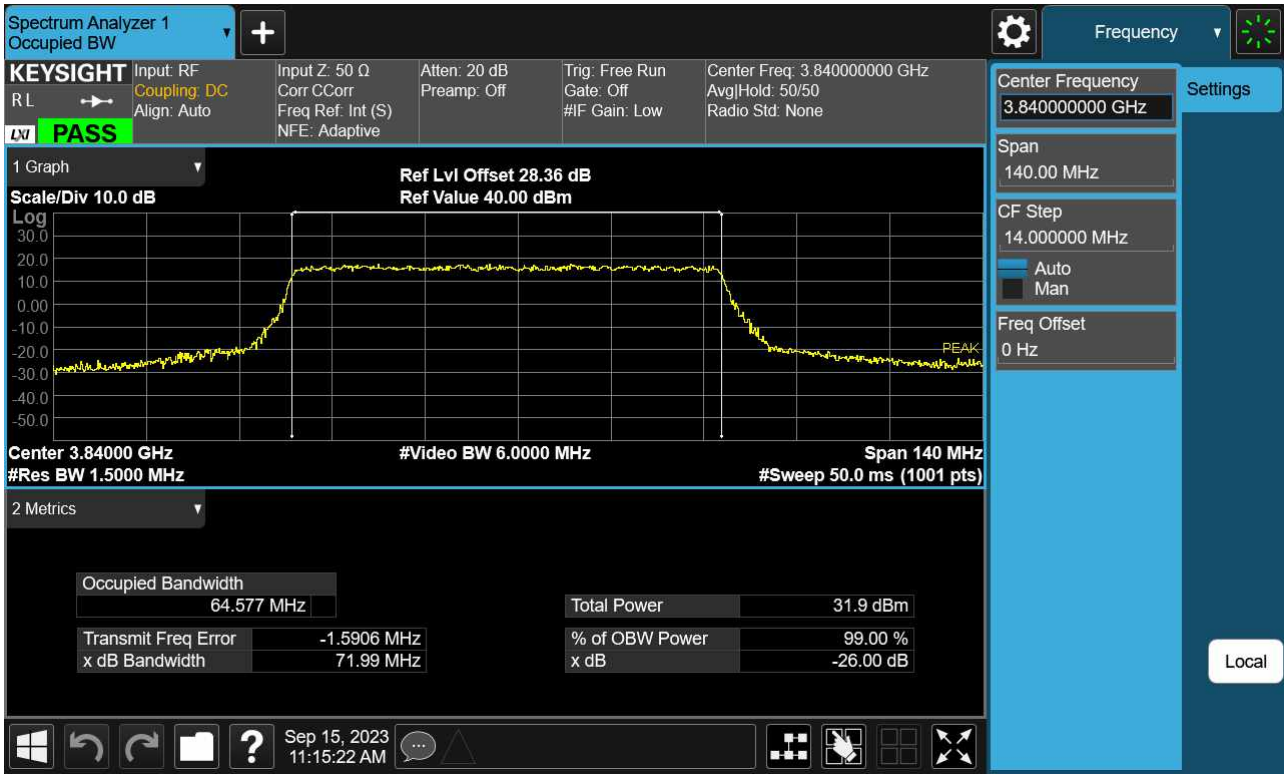 Spectrum Analyzer 1
Occupied BW
Frequency
KEYSIGHT
RL
LXI
PASS
Input: RF
Coupling: DC
Align: Auto
Input Z: 50 Ω
Corr CCorr
Freq Ref: Int (S)
NFE: Adaptive
Atten: 20 dB
Preamp: Off
Trig: Free Run
Gate: Off
#IF Gain: Low
Center Freq: 3.840000000 GHz
Avg|Hold: 50/50
Radio Std: None
Center Frequency
3.840000000 GHz
Settings
Span
140.00 MHz
CF Step
14.000000 MHz
Auto
Man
Freq Offset
0 Hz
1 Graph
Scale/Div 10.0 dB
Ref Lvl Offset 28.36 dB
Ref Value 40.00 dBm
Log
30.0
20.0
10.0
0.00
-10.0
-20.0
-30.0
-40.0
-50.0
PEAK
Center 3.84000 GHz
#Video BW 6.0000 MHz
Span 140 MHz
#Res BW 1.5000 MHz
#Sweep 50.0 ms (1001 pts)
2 Metrics
Occupied Bandwidth
64.577 MHz
Total Power 31.9 dBm
Transmit Freq Error -1.5906 MHz
% of OBW Power 99.00 %
x dB Bandwidth 71.99 MHz
x dB -26.00 dB
Local
?
Sep 15, 2023
11:15:22 AM